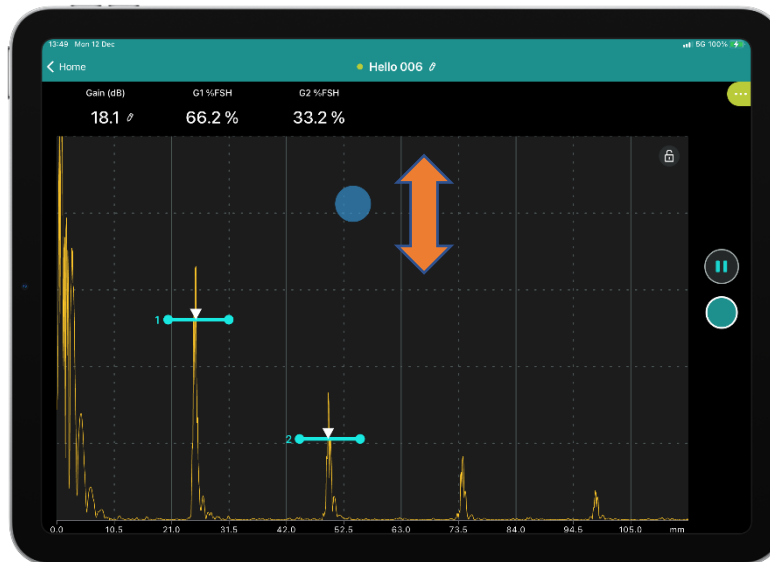 13:49 Mon 12 Dec
5G 100%
Home
Hello 006
Gain (dB) G1 %FSH G2 %FSH
18.1 66.2 % 33.2 %
1
2
0.0 10.5 21.0 31.5 42.0 52.5 63.0 73.5 84.0 94.5 105.0 mm